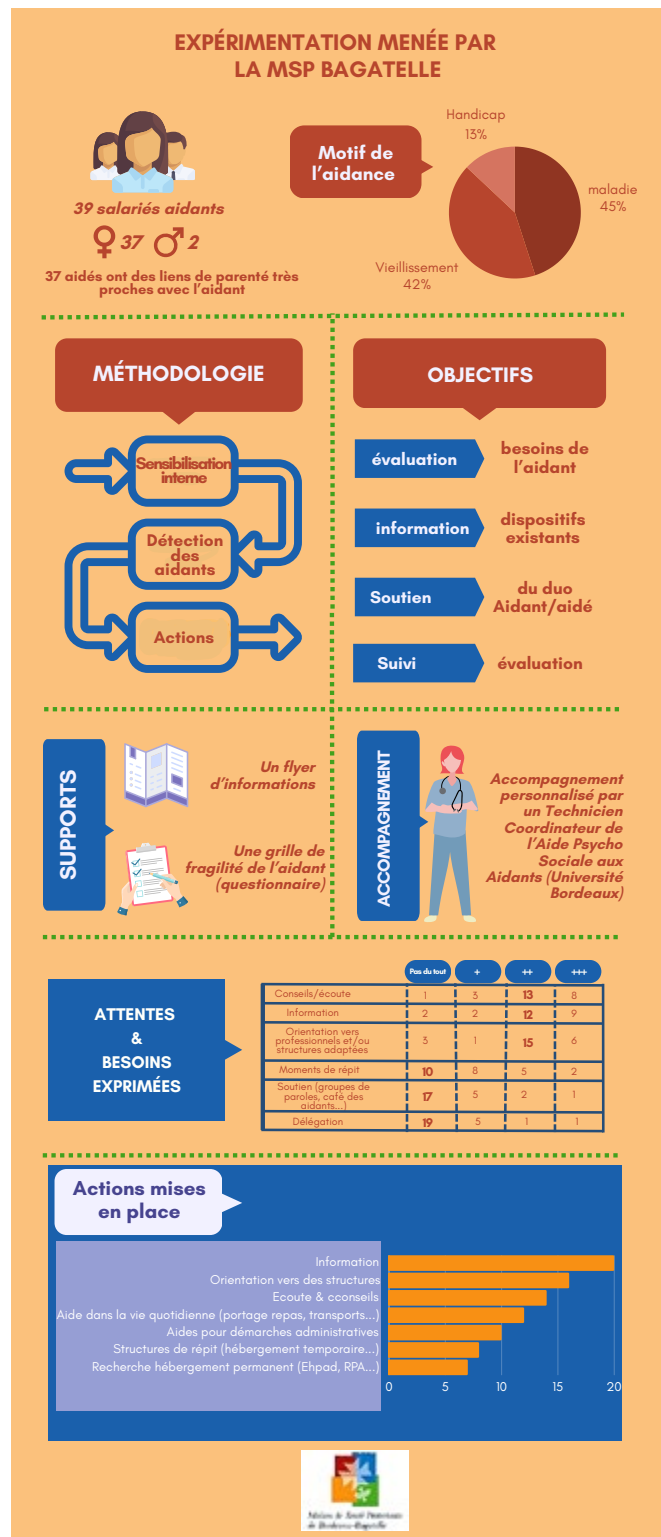 EXPÉRIMENTATION MENÉE PAR
LA MSP BAGATELLE
39 salariés aidants
37 2
37 aidés ont des liens de parenté très
proches avec l'aidant
Motif de
l'aidance
Handicap
13%
maladie
45%
Vieillissement
42%
MÉTHODOLOGIE
Sensibilisation
interne
Détection
des
aidants
Actions
OBJECTIFS
évaluation
besoins de
l'aidant
information
dispositifs
existants
Soutien
du duo
Aidant/aidé
Suivi
évaluation
SUPPORTS
Un flyer
d'informations
Une grille de
fragilité de l'aidant
(questionnaire)
ACCOMPAGNEMENT
Accompagnement
personnalisé par
un Technicien
Coordinateur de
l'Aide Psycho
Sociale aux
Aidants (Université
Bordeaux)
ATTENTES
&
BESOINS
EXPRIMÉES
Pas du tout + ++ +++
Conseils/écoute 1 3 13 8
Information 2 2 12 9
Orientation vers
professionnels et/ou
structures adaptées
3 1 15 6
Moments de répit 10 8 5 2
Soutien (groupes de
paroles, café des
aidants...)
17 5 2 1
Délégation 19 5 1 1
Actions mises
en place
Information
Orientation vers des structures
Ecoute & cconseils
Aide dans la vie quotidienne (portage repas, transports...)
Aides pour démarches administratives
Structures de répit (hébergement temporaire...)
Recherche hébergement permanent (Ehpad, RPA...)
0 5 10 15 20
Maison de Santé Protestante
de Bordeaux-Bagatelle